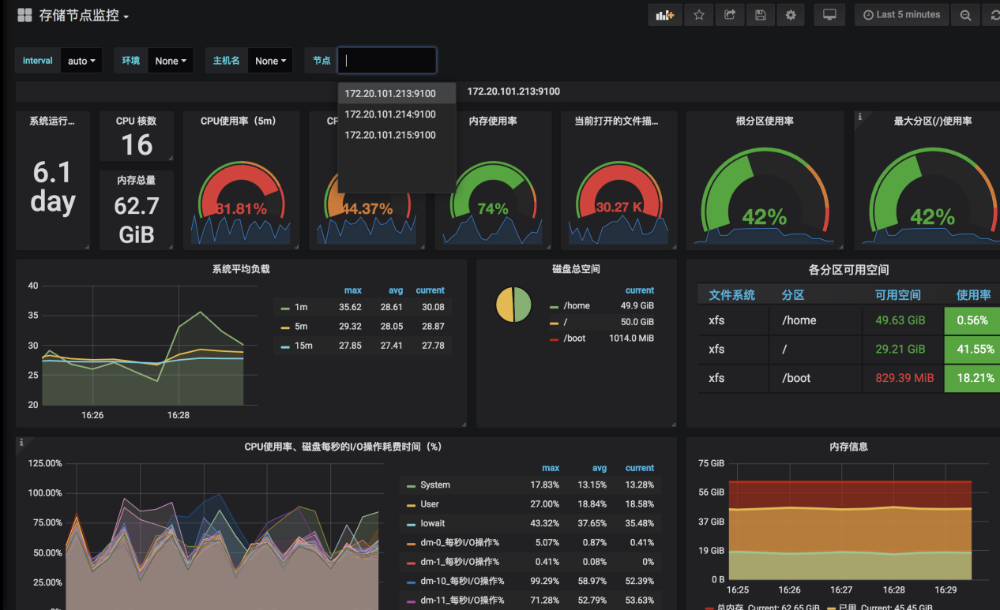 存储节点监控
Last 5 minutes
interval auto 环境 None 主机名 None 节点
172.20.101.213:9100
172.20.101.214:9100
172.20.101.215:9100
172.20.101.213:9100
系统运行...
6.1
day
CPU 核数
16
内存总量
62.7
GiB
CPU使用率（5m）
81.81%
44.37%
内存使用率
74%
当前打开的文件描...
30.27 K
根分区使用率
42%
最大分区(/)使用率
42%
系统平均负载
40
35
30
25
20
16:26 16:28
max avg current
1m 35.62 28.61 30.08
5m 29.32 28.05 28.87
15m 27.85 27.41 27.78
磁盘总空间
current
/home 49.9 GiB
/ 50.0 GiB
/boot 1014.0 MiB
各分区可用空间
文件系统 分区 可用空间 使用率
xfs /home 49.63 GiB 0.56%
xfs / 29.21 GiB 41.55%
xfs /boot 829.39 MiB 18.21%
CPU使用率、磁盘每秒的I/O操作耗费时间（%）
125.00%
100.00%
75.00%
50.00%
25.00%
max avg current
System 17.83% 13.15% 13.28%
User 27.00% 18.84% 18.58%
Iowait 43.32% 37.65% 35.48%
dm-0_每秒I/O操作% 5.07% 0.87% 0.41%
dm-1_每秒I/O操作% 0.41% 0.08% 0%
dm-10_每秒I/O操作% 99.29% 58.97% 52.39%
dm-11_每秒I/O操作% 71.28% 52.79% 53.63%
内存信息
75 GiB
56 GiB
37 GiB
19 GiB
0 B
16:25 16:26 16:27 16:28 16:29
总内存 Current: 62.65 GiB 已用 Current: 45.45 GiB